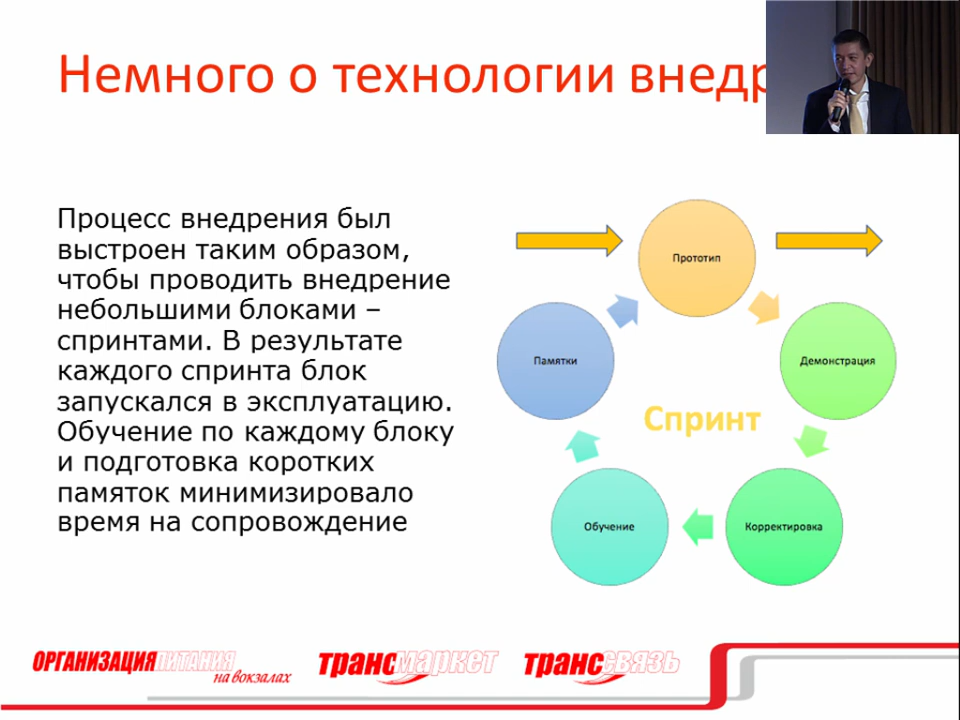 Немного о технологии внедр
Процесс внедрения был
выстроен таким образом,
чтобы проводить внедрение
небольшими блоками –
спринтами. В результате
каждого спринта блок
запускался в эксплуатацию.
Обучение по каждому блоку
и подготовка коротких
памяток минимизировало
время на сопровождение
Прототип
Памятки
Демонстрация
Спринт
Обучение
Корректировка
ОРГАНИЗАЦИЯПИТАНИЯ
на вокзалах
трансмаркет
транссвязь